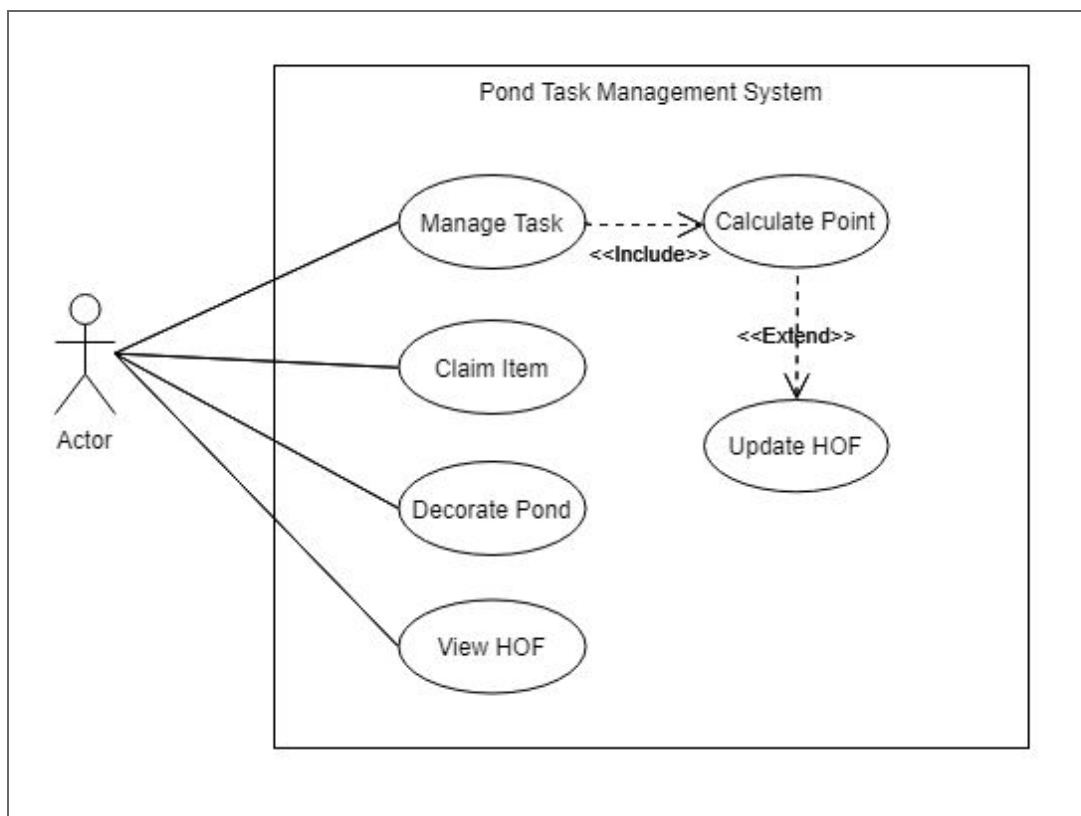 Pond Task Management System
Manage Task
Calculate Point
<<Include>>
Claim Item
<<Extend>>
Actor
Update HOF
Decorate Pond
View HOF